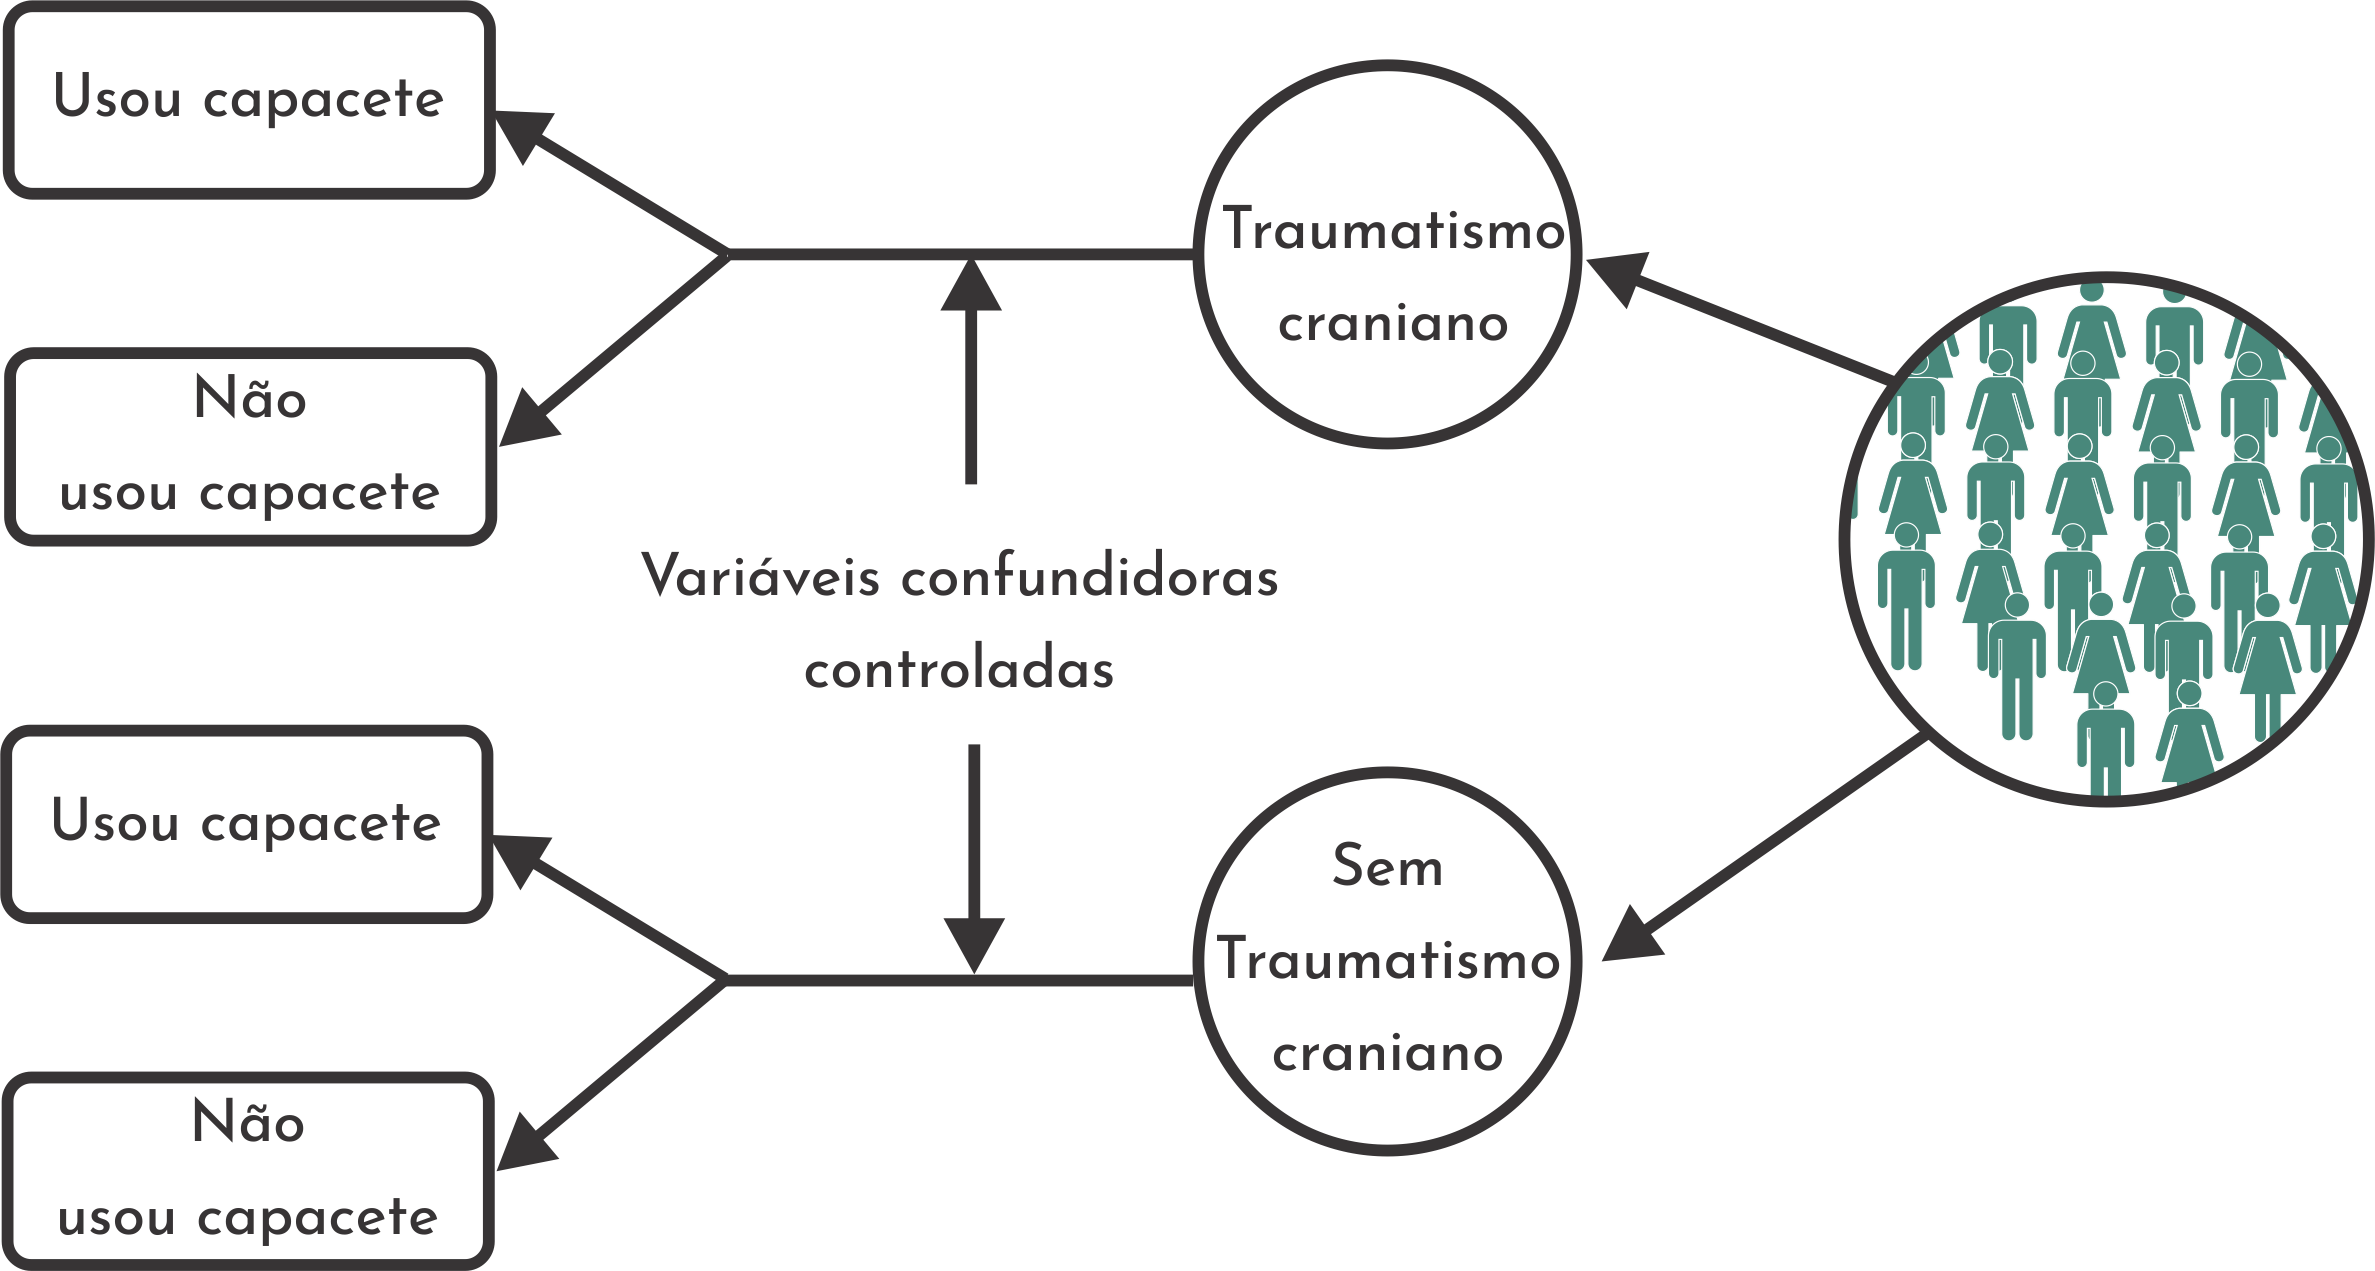 Usou capacete
Não
usou capacete
Traumatismo
craniano
Variáveis confundidoras
controladas
Usou capacete
Não
usou capacete
Sem
Traumatismo
craniano